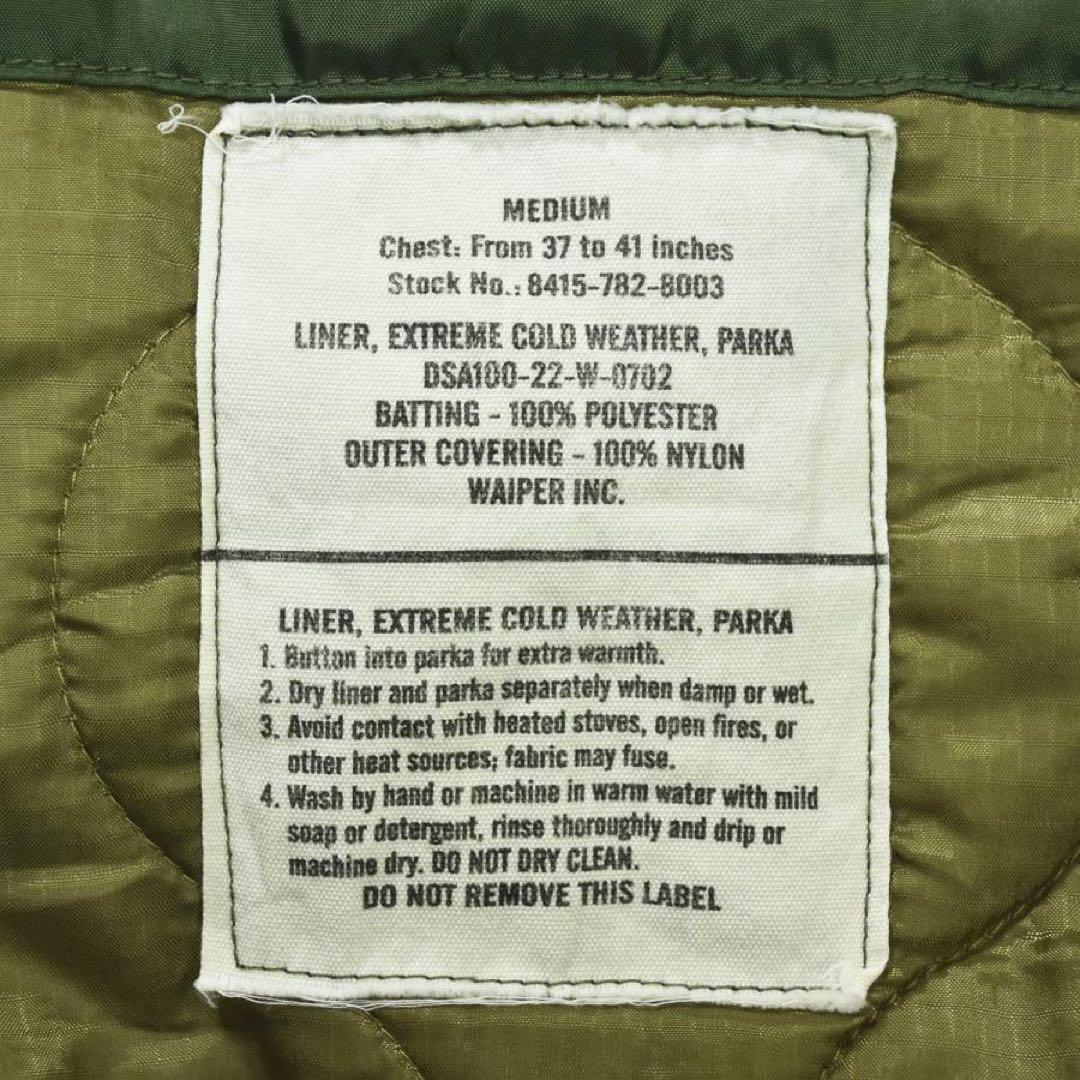 MEDIUM
Chest: From 37 to 41 inches
Stock No.: 8415-782-8003
LINER, EXTREME COLD WEATHER, PARKA
DSA100-22-W-0702
BATTING - 100% POLYESTER
OUTER COVERING - 100% NYLON
WAIPER INC.
LINER, EXTREME COLD WEATHER, PARKA
1. Button into parka for extra warmth.
2. Dry liner and parka separately when damp or wet.
3. Avoid contact with heated stoves, open fires, or
other heat sources; fabric may fuse.
4. Wash by hand or machine in warm water with mild
soap or detergent, rinse thoroughly and drip or
machine dry. DO NOT DRY CLEAN.
DO NOT REMOVE THIS LABEL